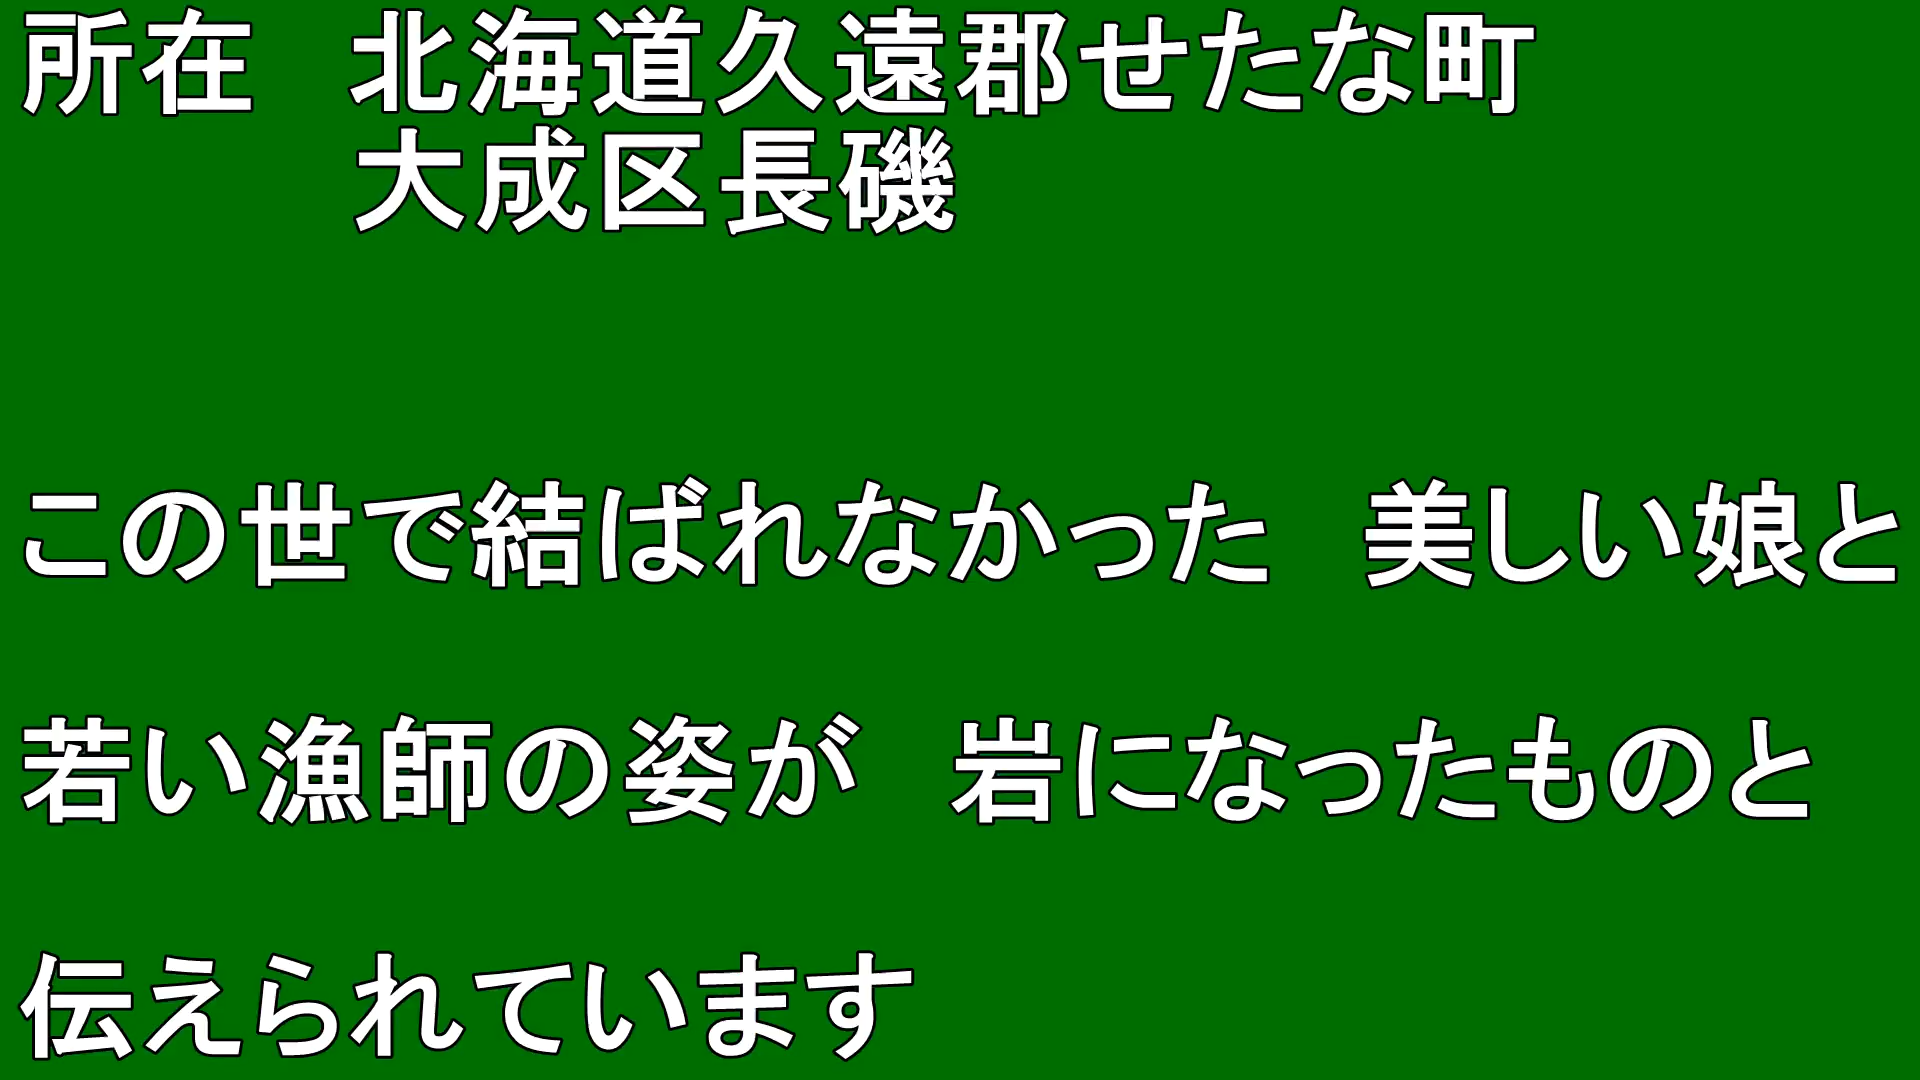 所在　北海道久遠郡せたな町
大成区長磯
この世で結ばれなかった　美しい娘と
若い漁師の姿が　岩になったものと
伝えられています